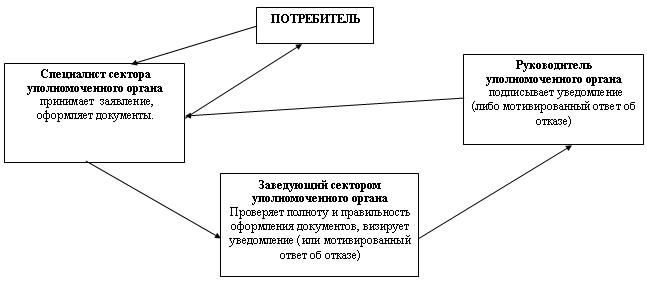 ПОТРЕБИТЕЛЬ
Специалист сектора
уполномоченного органа
принимает заявление,
оформляет документы.
Руководитель
уполномоченного органа
подписывает уведомление
(либо мотивированный ответ об
отказе)
Заведующий сектором
уполномоченного органа
Проверяет полноту и правильность
оформления документов, визирует
уведомление (или мотивированный
ответ об отказе)